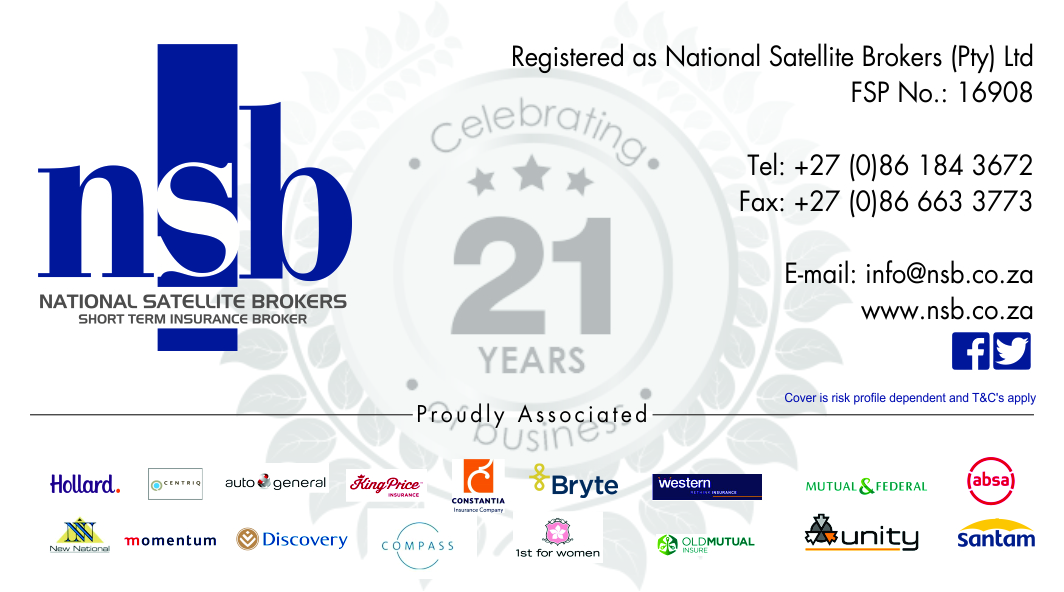 nsb
NATIONAL SATELLITE BROKERS
SHORT TERM INSURANCE BROKER
Registered as National Satellite Brokers (Pty) Ltd
FSP No.: 16908
Tel: +27 (0)86 184 3672
Fax: +27 (0)86 663 3773
E-mail: info@nsb.co.za
www.nsb.co.za
Cover is risk profile dependent and T&C's apply
Celebrating
21
YEARS
of business
Proudly Associated
Hollard.
CENTRIQ
auto general
King Price
INSURANCE
CONSTANTIA
Insurance Company
Bryte
western
RETHINK INSURANCE
MUTUAL & FEDERAL
absa
New National
momentum
Discovery
COMPASS
1st for women
OLDMUTUAL
INSURE
unity
santam